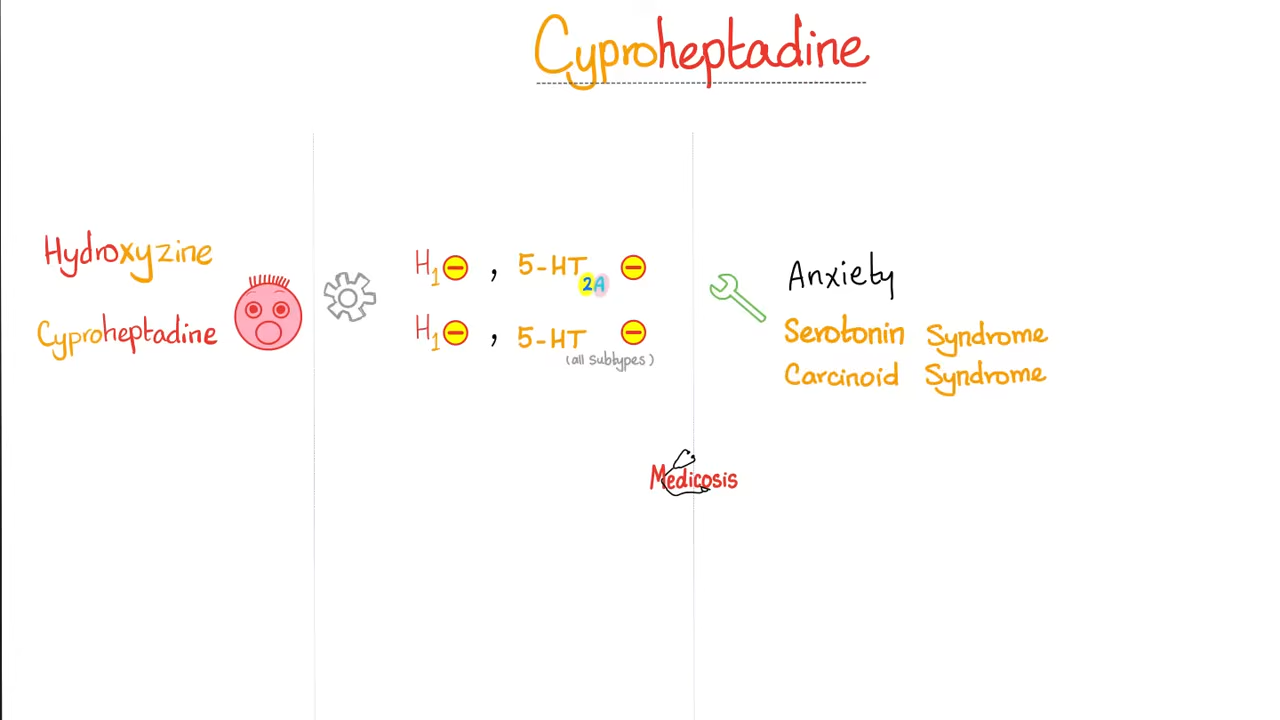 Cyproheptadine
Hydroxyzine
H1 , 5-HT2A
Anxiety
Cyproheptadine
H1 , 5-HT
(all subtypes)
Serotonin Syndrome
Carcinoid Syndrome
Medicosis